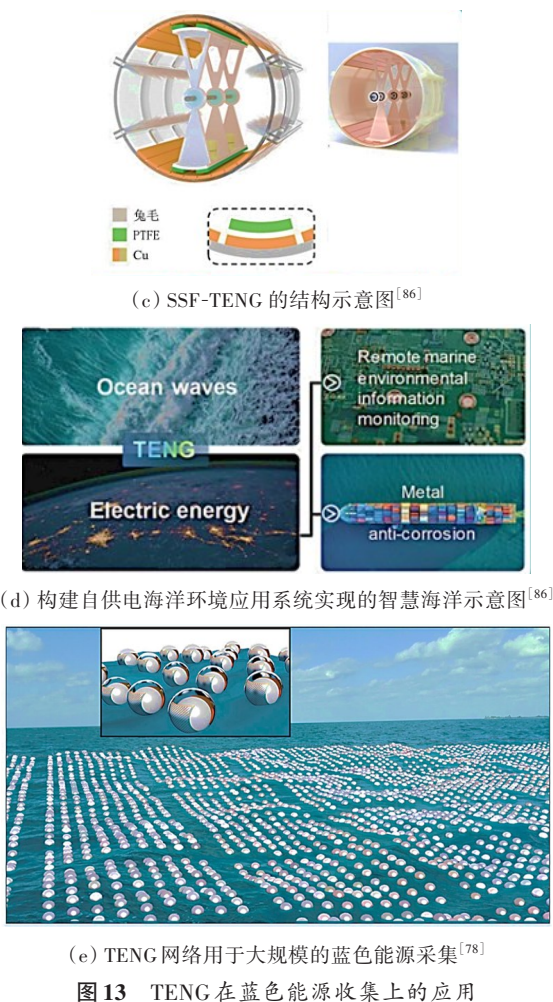 兔毛
PTFE
Cu
(c) SSF-TENG 的结构示意图[86]
Ocean waves
TENG
Electric energy
Remote marine
environmental
information
monitoring
Metal
anti-corrosion
(d) 构建自供电海洋环境应用系统实现的智慧海洋示意图[86]
(e) TENG网络用于大规模的蓝色能源采集[78]
图13 TENG在蓝色能源收集上的应用